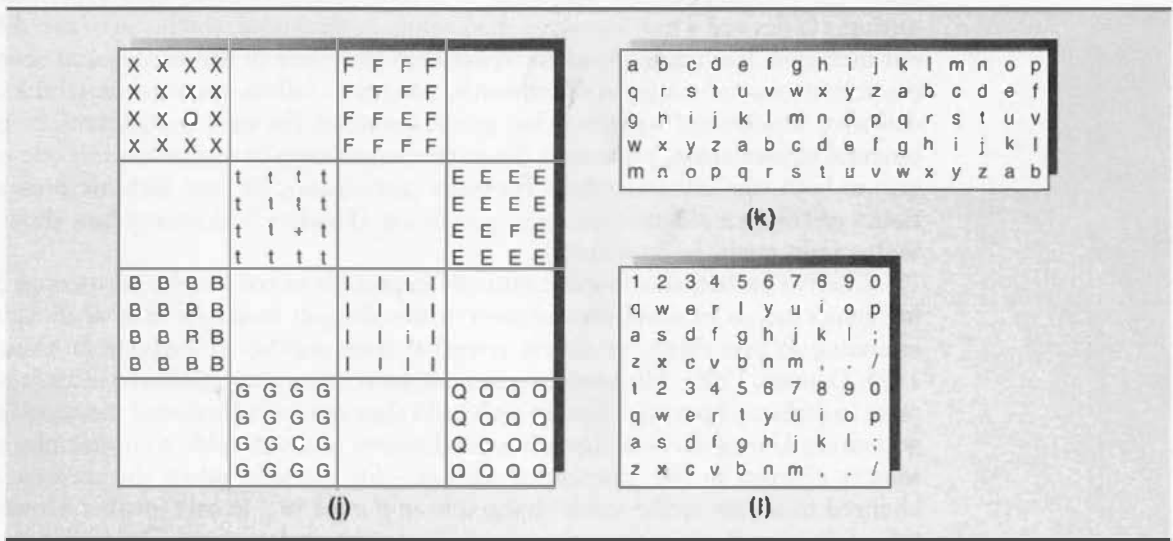 X X X X F F F F
X X X X F F F F
X X Q X F F F F
X X X X F F F F
t t t t E E E E
t t t t E E E E
t t + t E E F E
t t t t E E E E
B B B B I I I I
B B B B I I I I
B B B B I I I I
B B B B I I I I
G G G G Q O O O
G G G G O O O O
G G C G O O O O
G G G G O O O O
(j)
a b c d e f g h i j k l m n o p
q r s t u v w x y z a b c d e f
g h i j k l m n o p q r s t u v
w x y z a b c d e f g h i j k l
m n o p q r s t u v w x y z a b
(k)
1 2 3 4 5 6 7 8 9 0
q w e r t y u i o p
a s d f g h j k l ;
z x c v b n m , . /
1 2 3 4 5 6 7 8 9 0
q w e r t y u i o p
a s d f g h j k l ;
z x c v b n m , . /
(l)